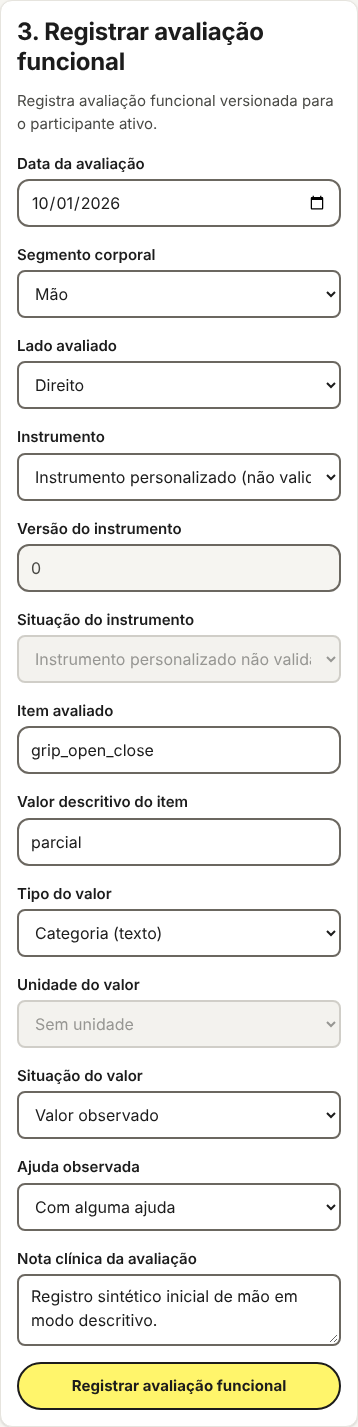 3. Registrar avaliação
funcional
Registra avaliação funcional versionada para
o participante ativo.
Data da avaliação
10/01/2026
Segmento corporal
Mão
Lado avaliado
Direito
Instrumento
Instrumento personalizado (não valic
Versão do instrumento
0
Situação do instrumento
Instrumento personalizado não valida
Item avaliado
grip_open_close
Valor descritivo do item
parcial
Tipo do valor
Categoria (texto)
Unidade do valor
Sem unidade
Situação do valor
Valor observado
Ajuda observada
Com alguma ajuda
Nota clínica da avaliação
Registro sintético inicial de mão em
modo descritivo.
Registrar avaliação funcional